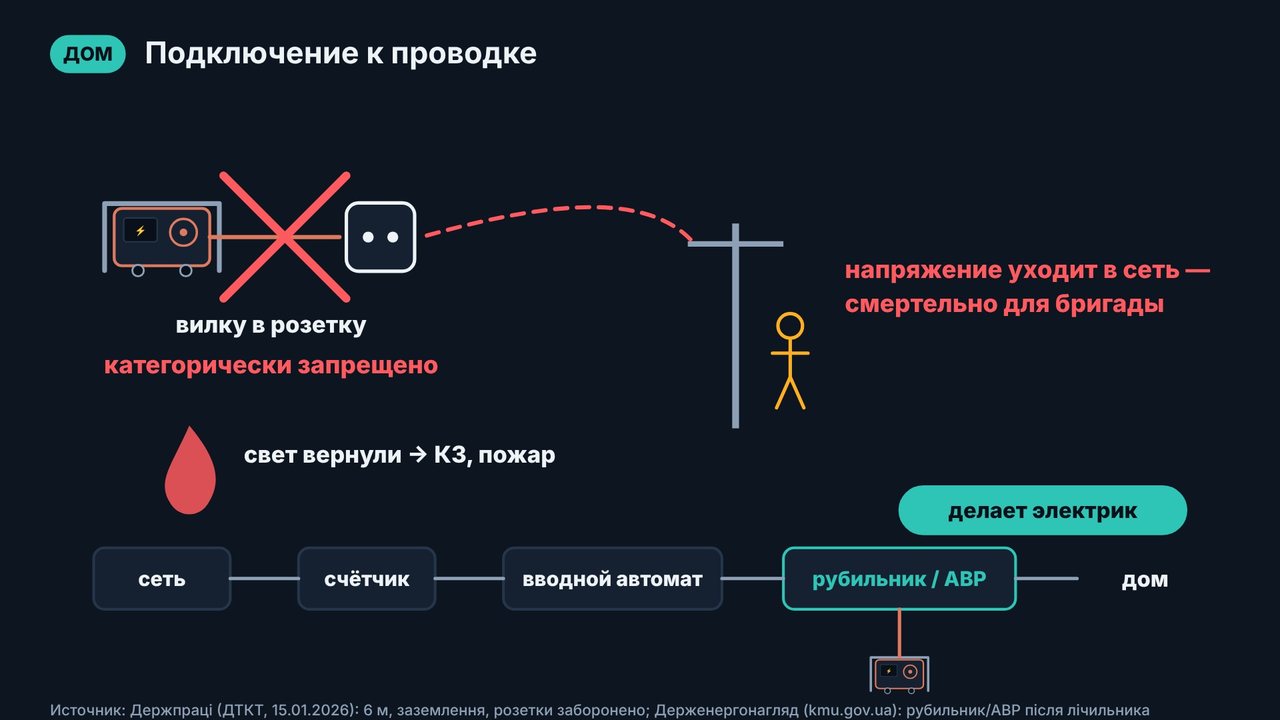 ДОМ Подключение к проводке
напряжение уходит в сеть —
смертельно для бригады
вилку в розетку
категорически запрещено
свет вернули → КЗ, пожар
делает электрик
сеть счётчик вводной автомат рубильник / АВР дом
Источник: Держпраці (ДТКТ, 15.01.2026): 6 м, заземлення, розетки заборонено; Держенергонагляд (kmu.gov.ua): рубильник/АВР після лічильника